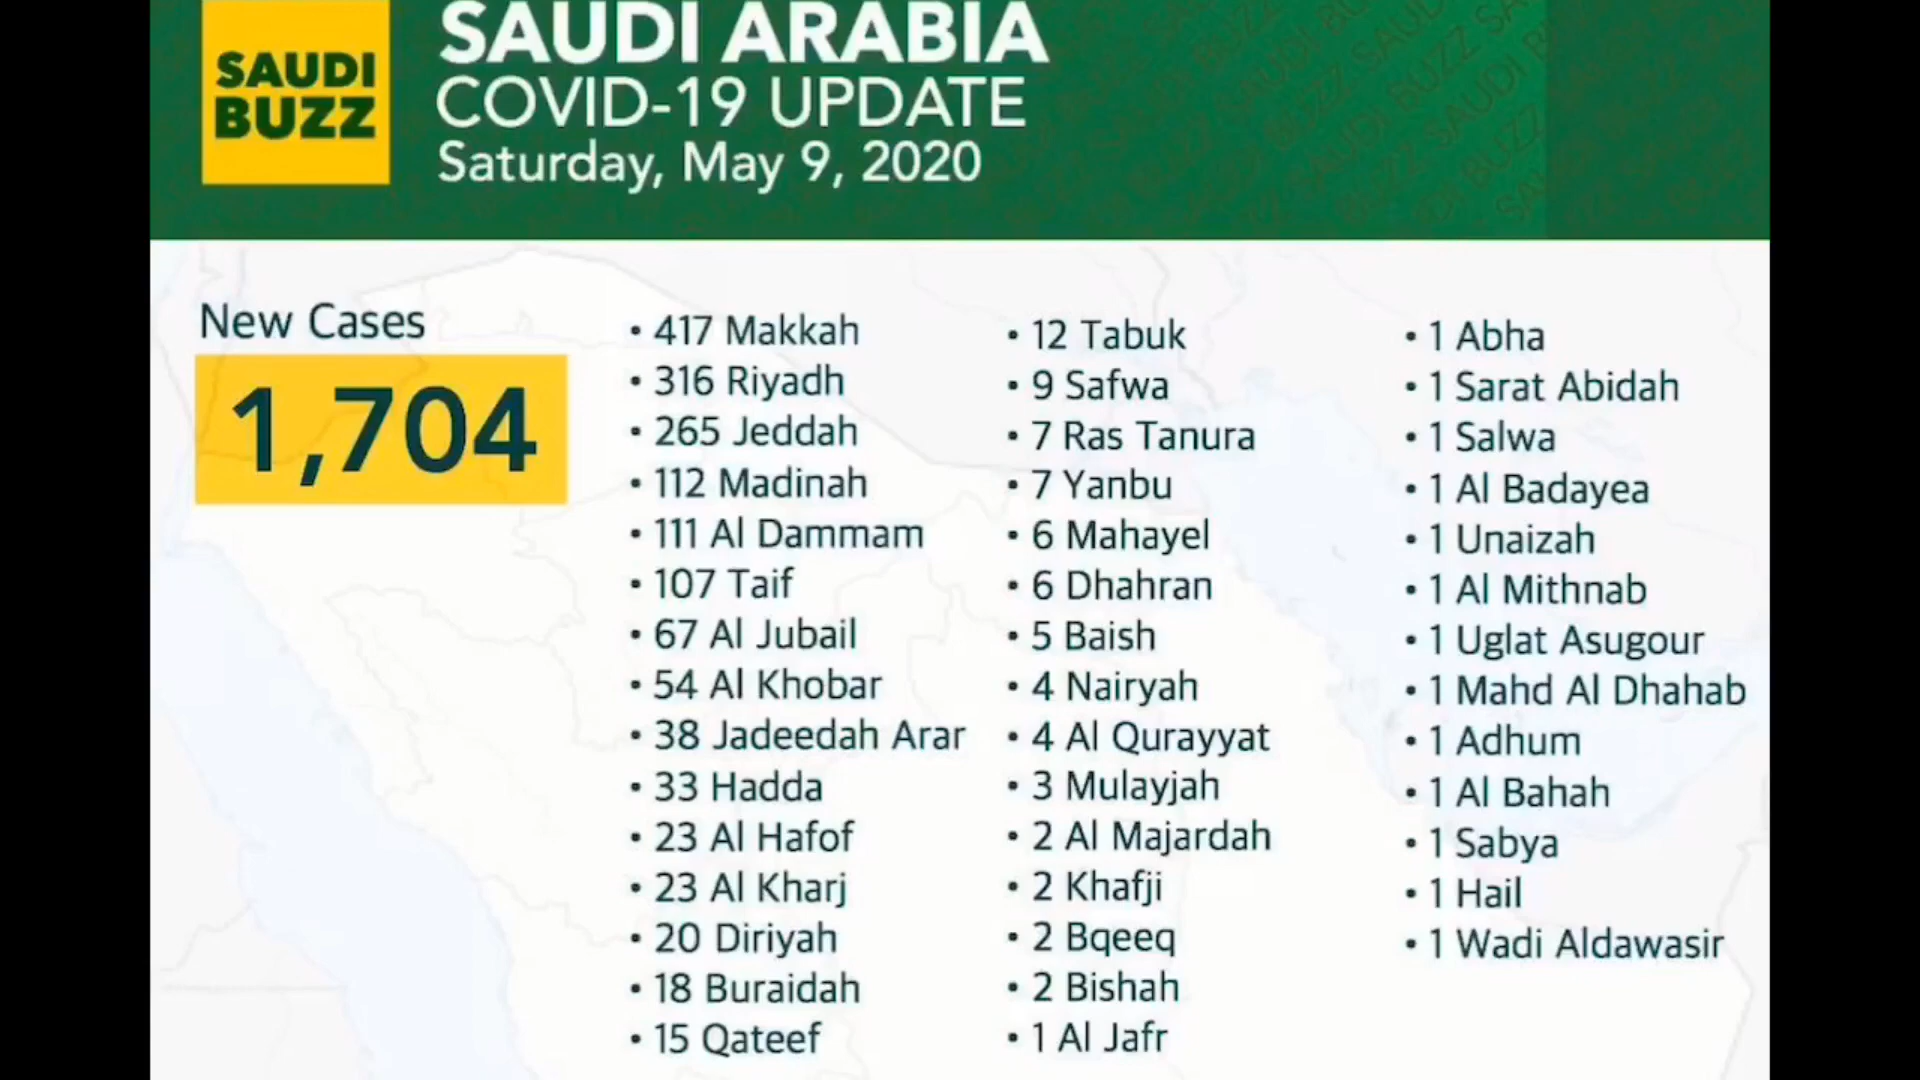 SAUDI
BUZZ
SAUDI ARABIA
COVID-19 UPDATE
Saturday, May 9, 2020
New Cases
1,704
• 417 Makkah
• 316 Riyadh
• 265 Jeddah
• 112 Madinah
• 111 Al Dammam
• 107 Taif
• 67 Al Jubail
• 54 Al Khobar
• 38 Jadeedah Arar
• 33 Hadda
• 23 Al Hafof
• 23 Al Kharj
• 20 Diriyah
• 18 Buraidah
• 15 Qateef
• 12 Tabuk
• 9 Safwa
• 7 Ras Tanura
• 7 Yanbu
• 6 Mahayel
• 6 Dhahran
• 5 Baish
• 4 Nairyah
• 4 Al Qurayyat
• 3 Mulayjah
• 2 Al Majardah
• 2 Khafji
• 2 Bqeeq
• 2 Bishah
• 1 Al Jafr
• 1 Abha
• 1 Sarat Abidah
• 1 Salwa
• 1 Al Badayea
• 1 Unaizah
• 1 Al Mithnab
• 1 Uglat Asugour
• 1 Mahd Al Dhahab
• 1 Adhum
• 1 Al Bahah
• 1 Sabya
• 1 Hail
• 1 Wadi Aldawasir